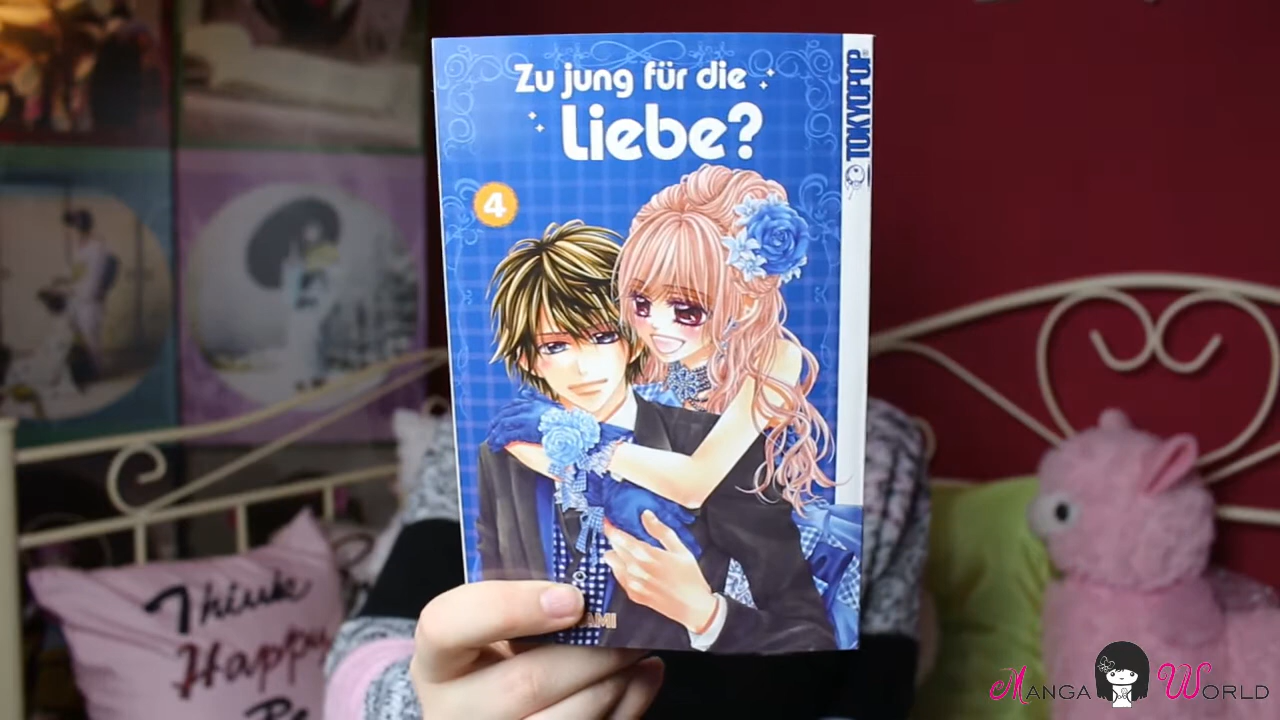 Zu jung für die
Liebe?
4
TOKYOPOP
Think
Happy
MANGA WORLD